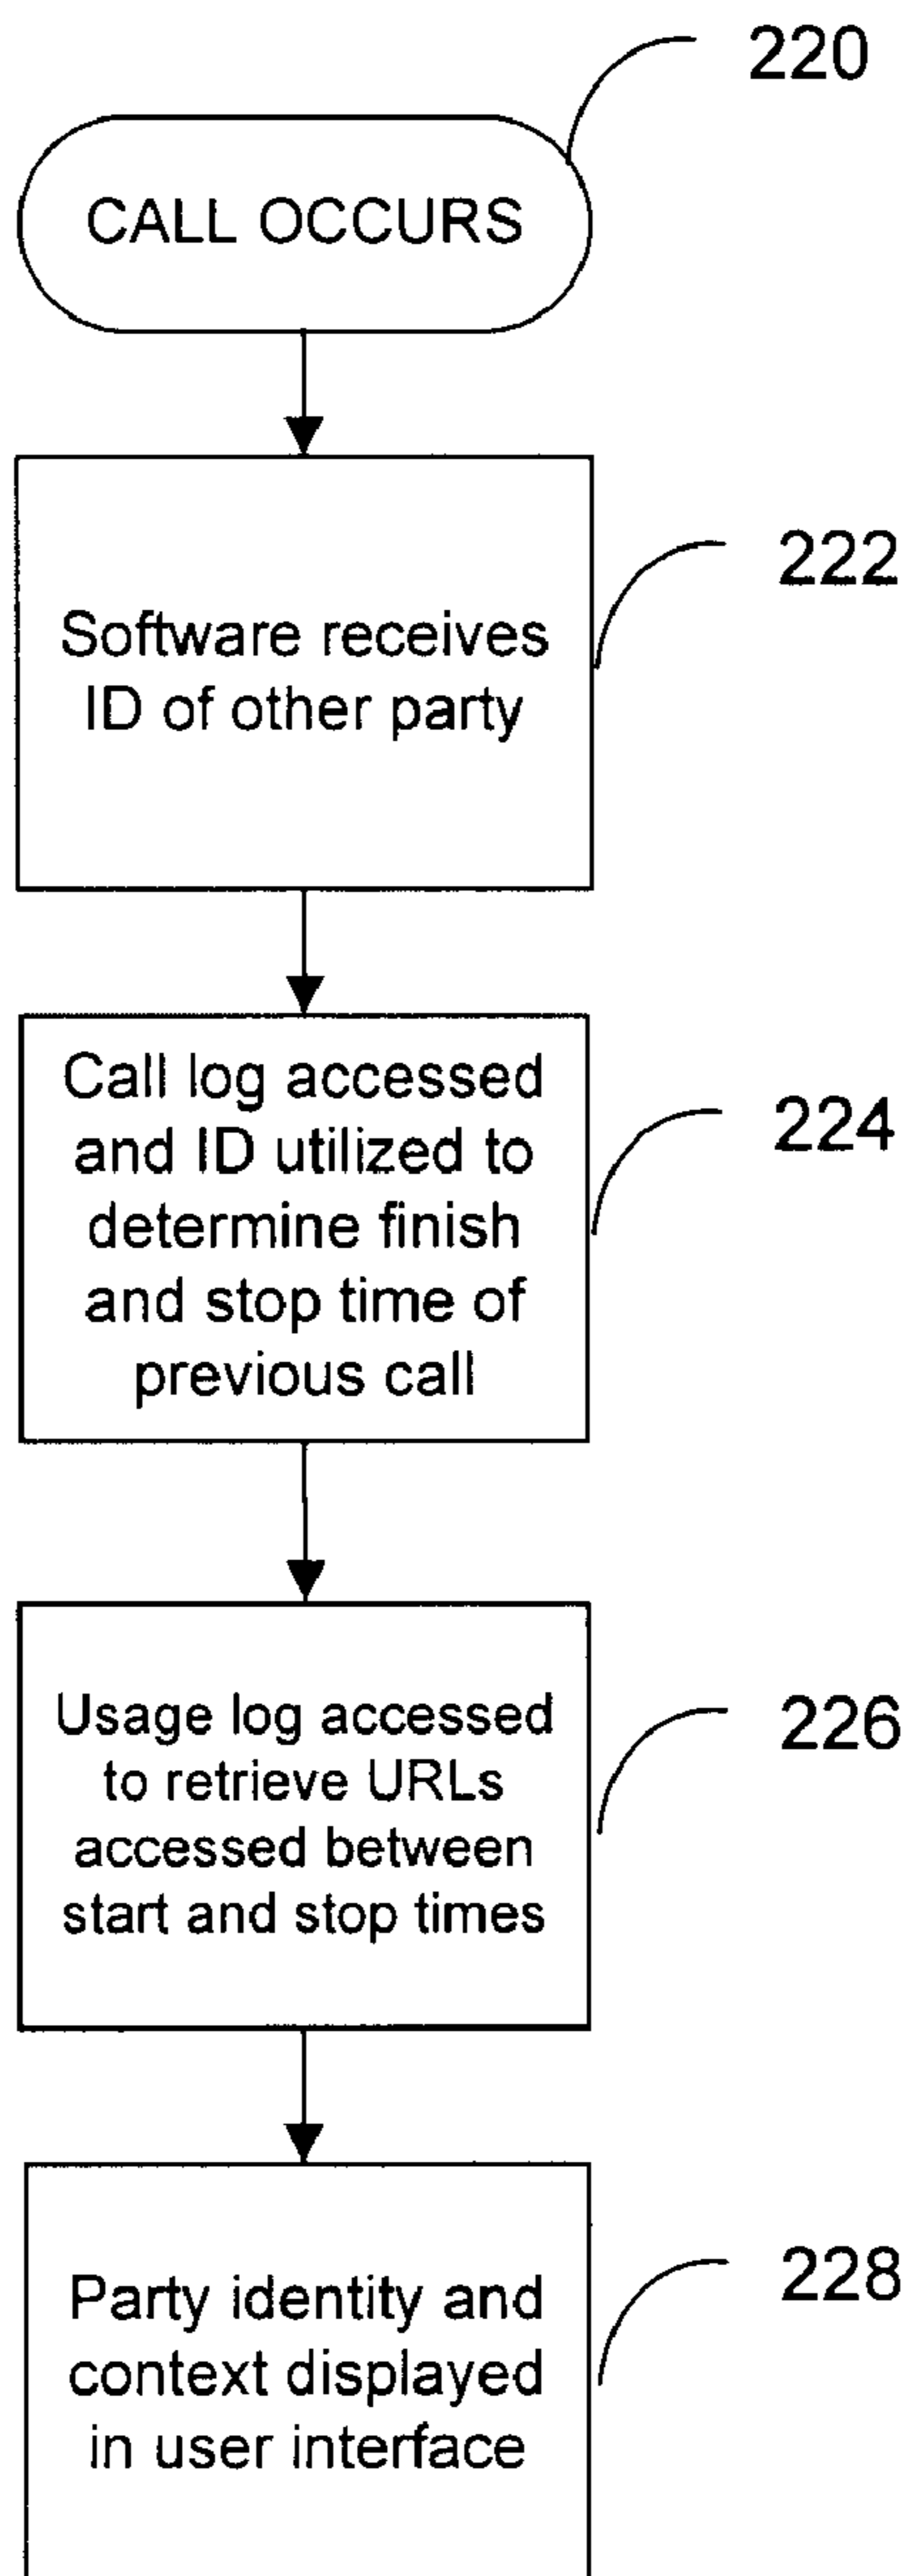 220
CALL OCCURS
222
Software receives
ID of other party
Call log accessed
224
and ID utilized to
determine finish
and stop time of
previous call
Usage log accessed
226
to retrieve URLs
accessed between
start and stop times
228
Party identity and
context displayed
in user interface